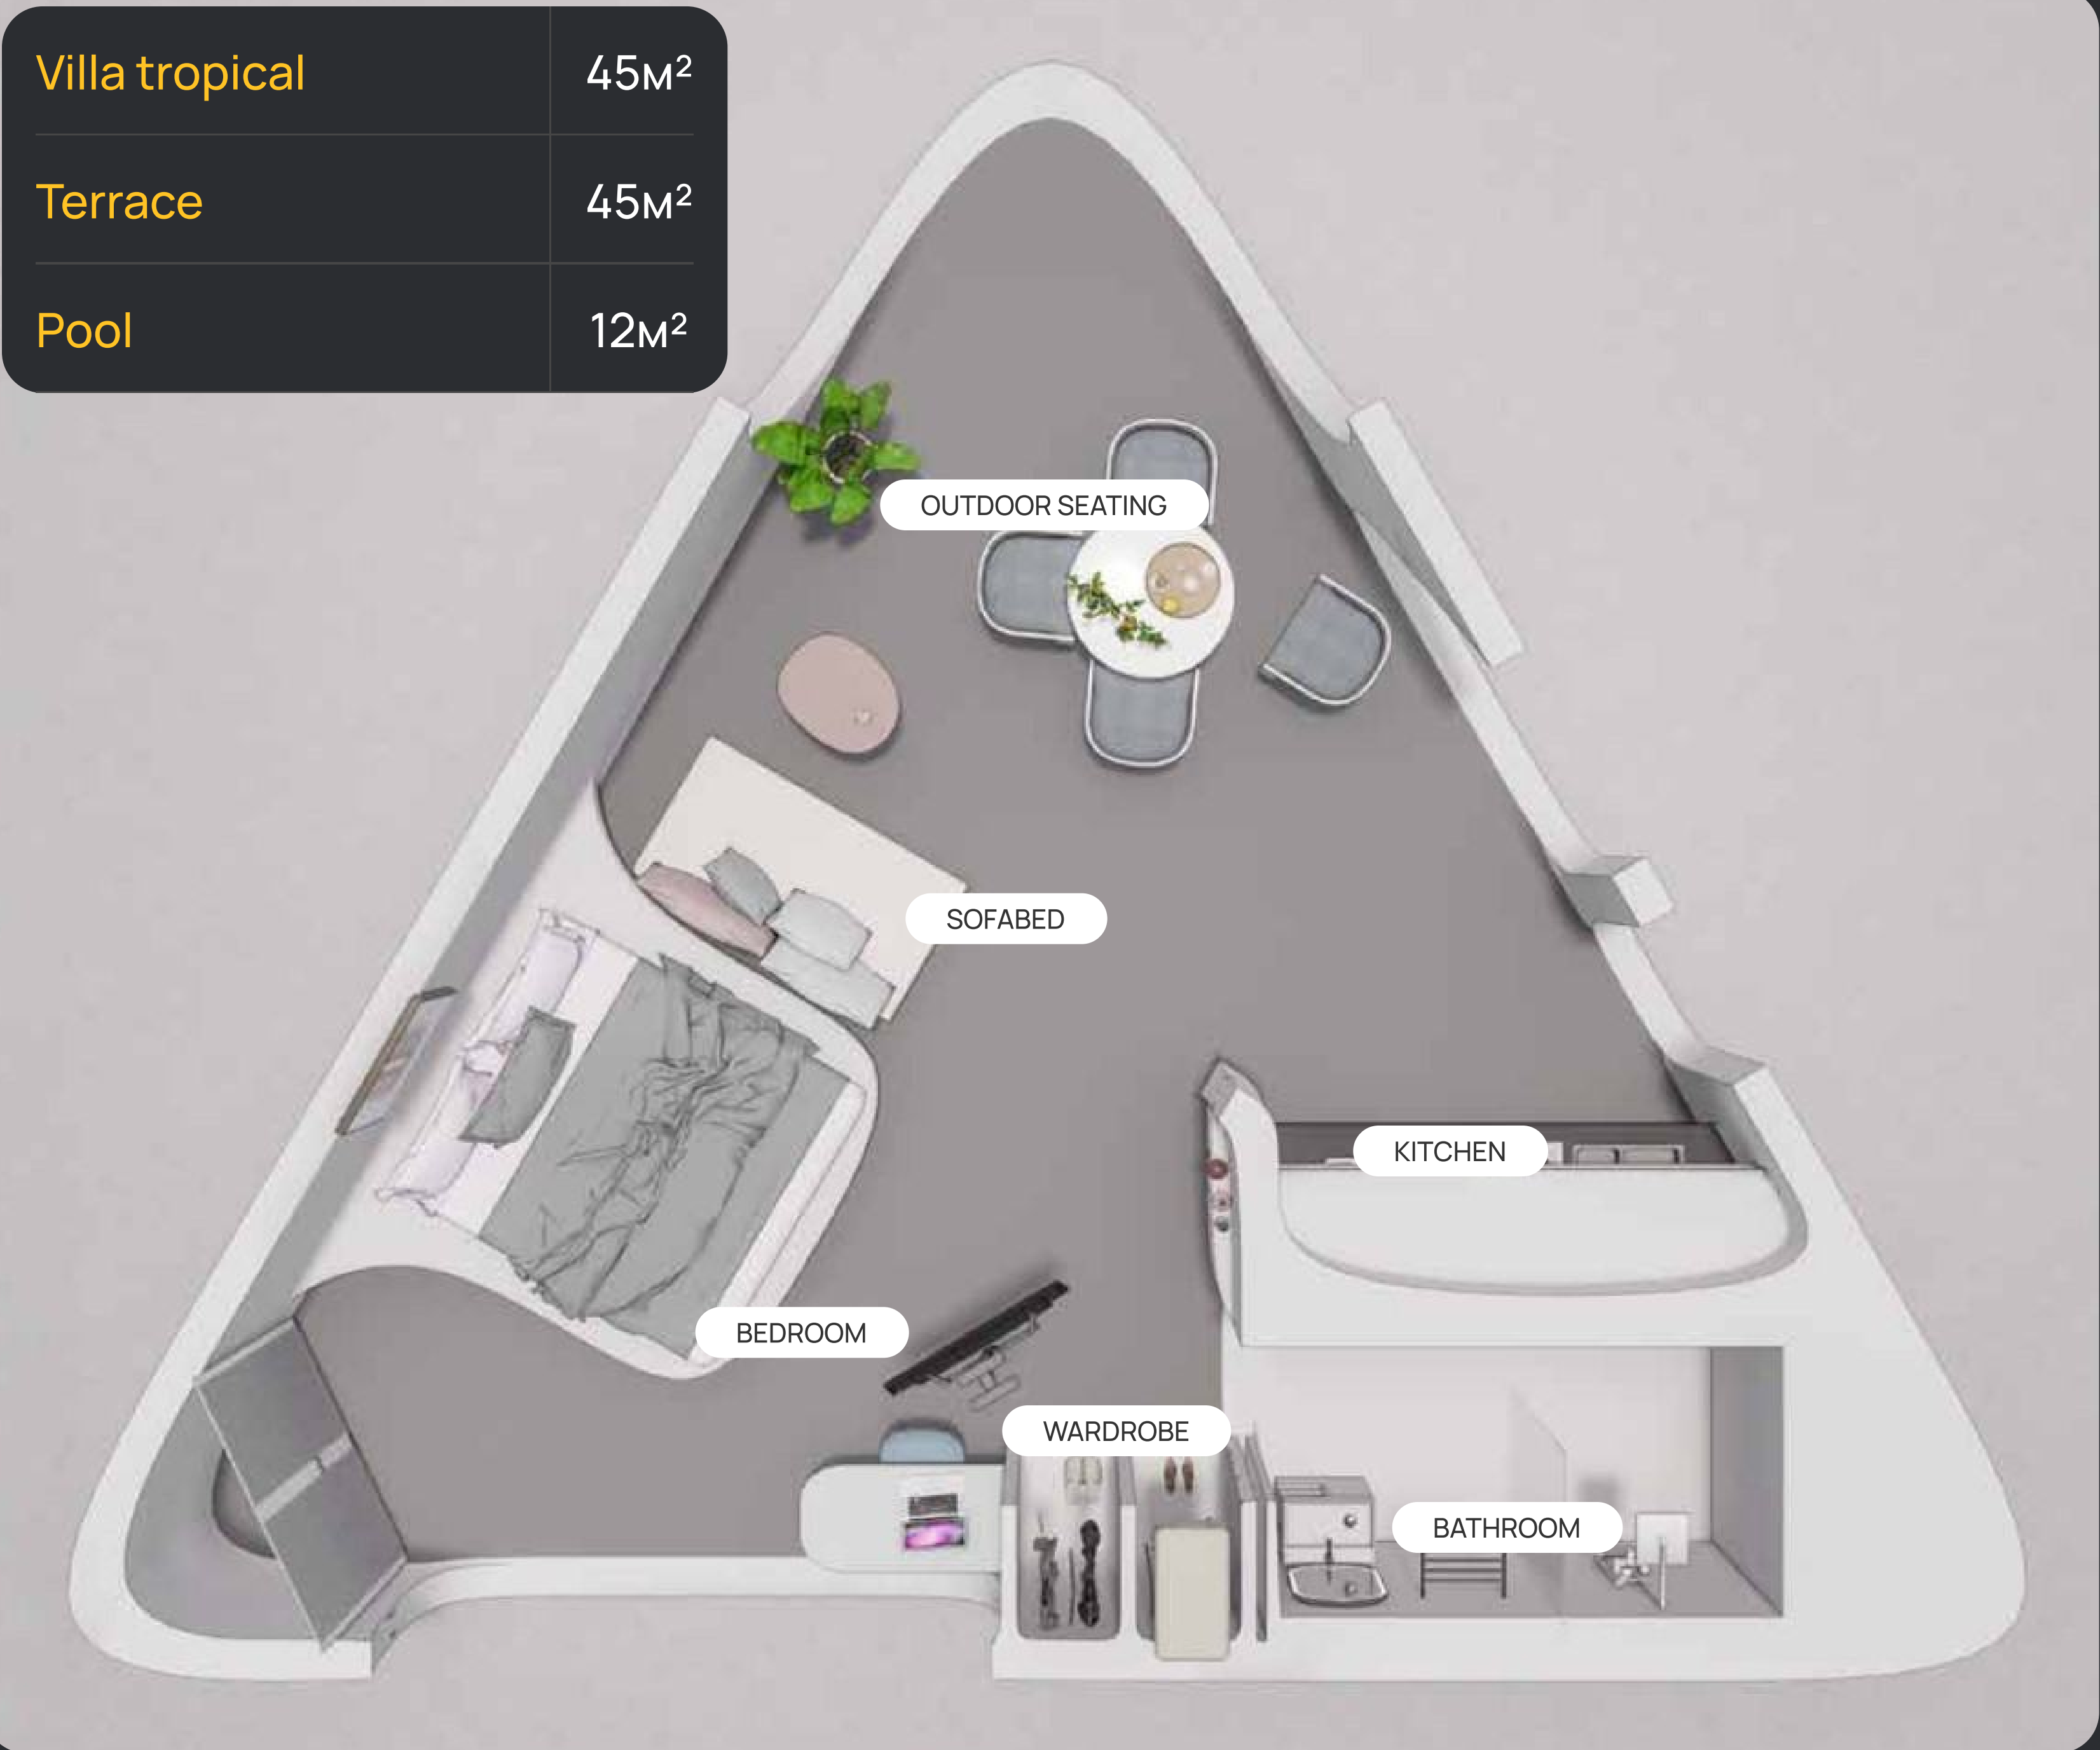 Villa tropical 45м²
Terrace 45м²
Pool 12м²
OUTDOOR SEATING
SOFABED
KITCHEN
BEDROOM
WARDROBE
BATHROOM